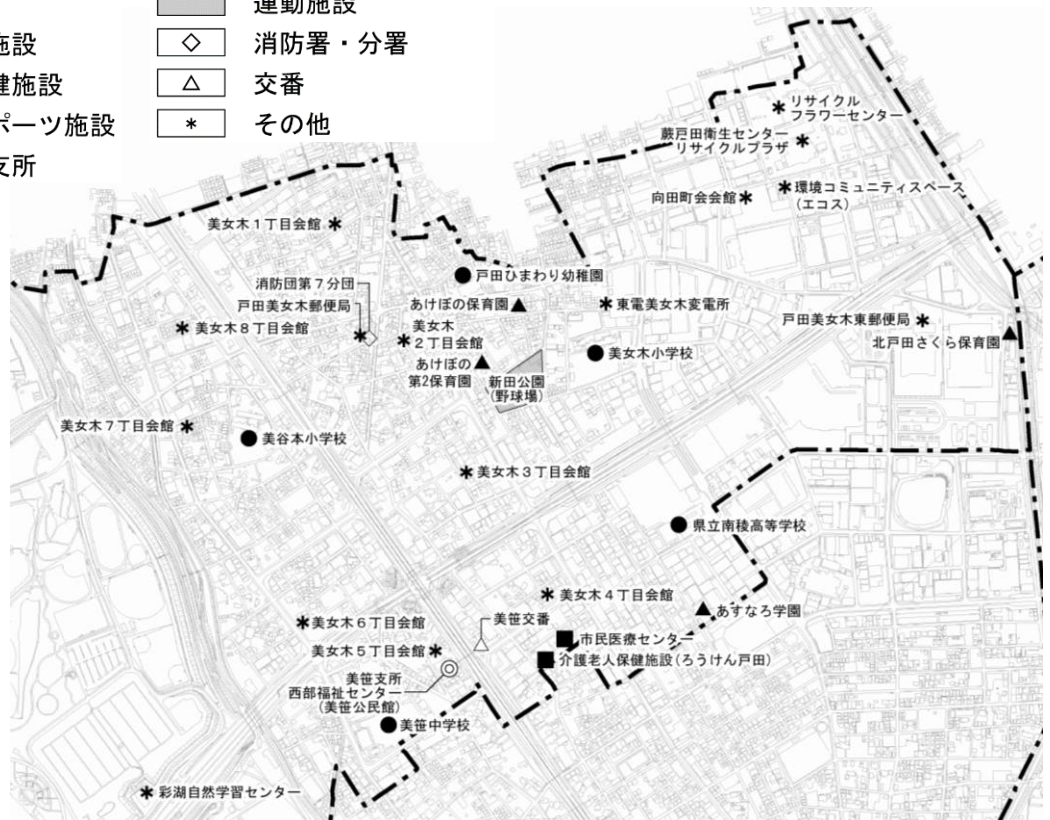 運動施設
施設
消防署・分署
健施設
交番
ポーツ施設
その他
支所
リサイクル
フラワーセンター
蕨戸田衛生センター
リサイクルプラザ
向田町会会館
環境コミュニティスペース
(エコス)
美女木1丁目会館
戸田ひまわり幼稚園
消防団第7分団
戸田美女木郵便局
あけぼの保育園
東電美女木変電所
美女木8丁目会館
美女木
2丁目会館
戸田美女木東郵便局
北戸田さくら保育園
あけぼの
第2保育園
新田公園
(野球場)
美女木小学校
美女木7丁目会館
美谷本小学校
美女木3丁目会館
県立南稜高等学校
美女木4丁目会館
あすなろ学園
美女木6丁目会館
美笹交番
美女木5丁目会館
市民医療センター
介護老人保健施設(ろうけん戸田)
美笹支所
西部福祉センター
(美笹公民館)
美笹中学校
彩湖自然学習センター